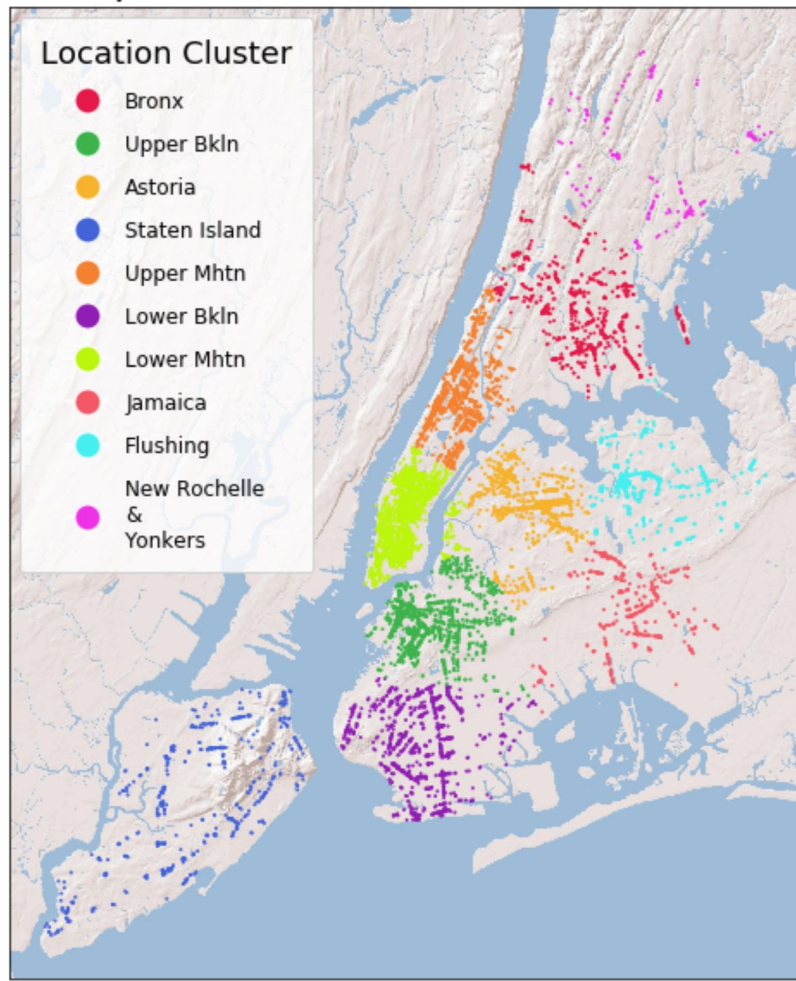 Location Cluster
Bronx
Upper Bkln
Astoria
Staten Island
Upper Mhtn
Lower Bkln
Lower Mhtn
Jamaica
Flushing
New Rochelle
&
Yonkers